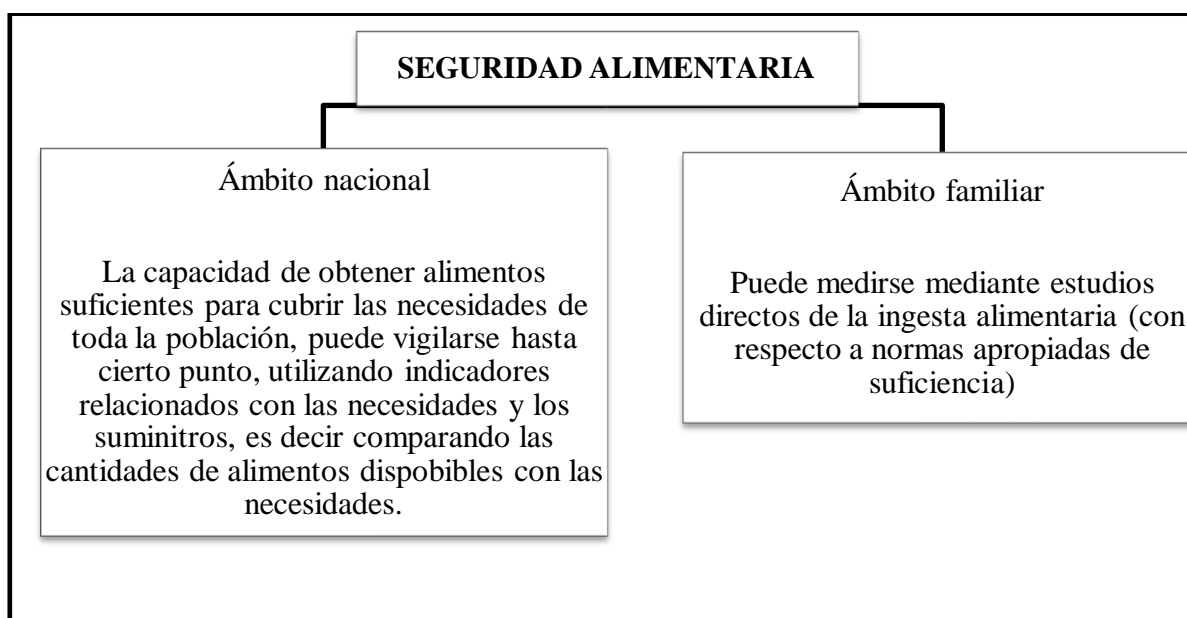 SEGURIDAD ALIMENTARIA
Ámbito nacional
La capacidad de obtener alimentos
suficientes para cubrir las necesidades de
toda la población, puede vigilarse hasta
cierto punto, utilizando indicadores
relacionados con las necesidades y los
suminitros, es decir comparando las
cantidades de alimentos dispobibles con las
necesidades.
Ámbito familiar
Puede medirse mediante estudios
directos de la ingesta alimentaria (con
respecto a normas apropiadas de
suficiencia)